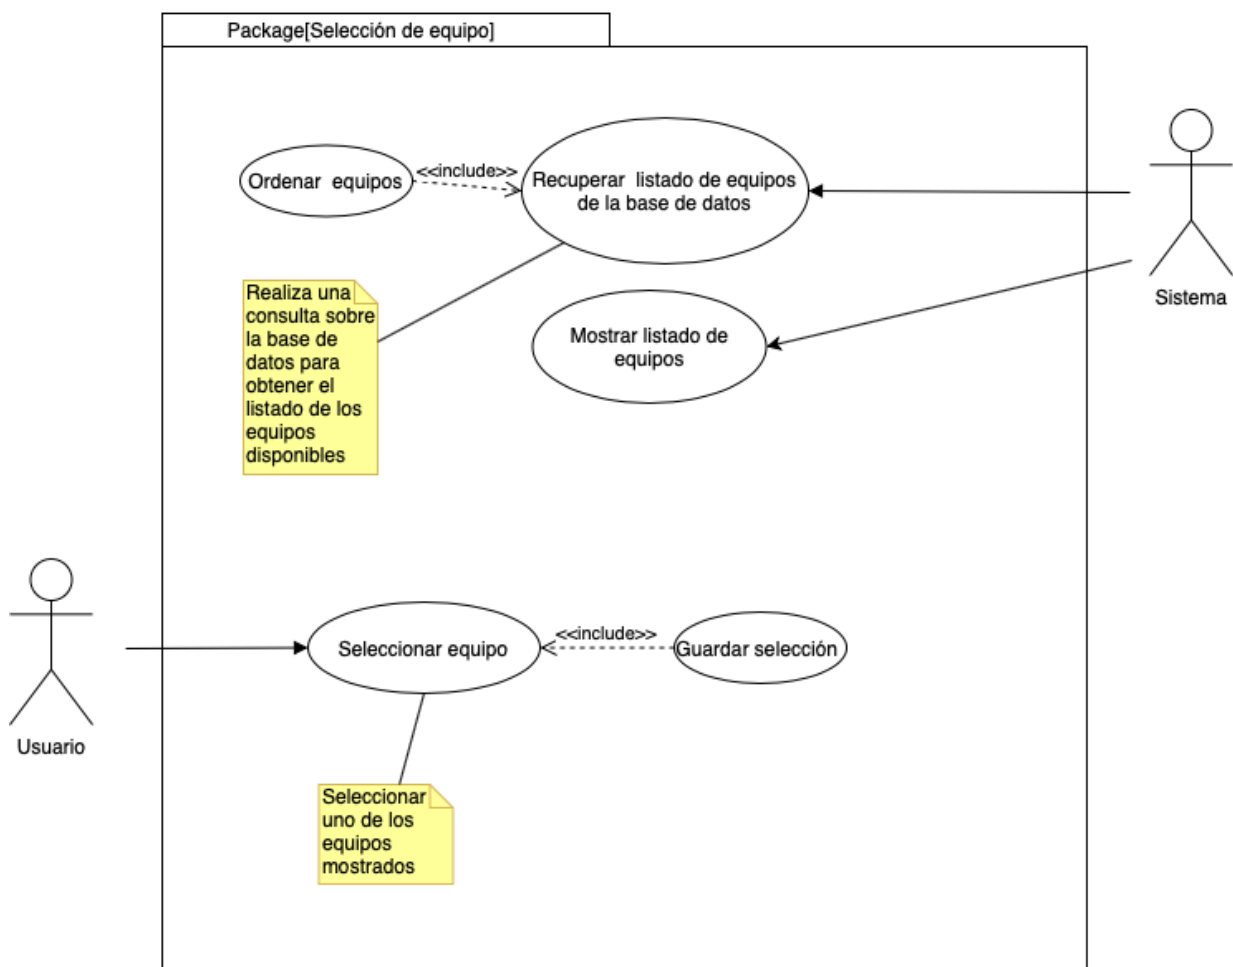 Package[Selección de equipo]
Ordenar equipos
<<include>>
Recuperar listado de equipos
de la base de datos
Sistema
Realiza una
consulta sobre
la base de
datos para
obtener el
listado de los
equipos
disponibles
Mostrar listado de
equipos
Usuario
Seleccionar equipo
<<include>>
Guardar selección
Seleccionar
uno de los
equipos
mostrados